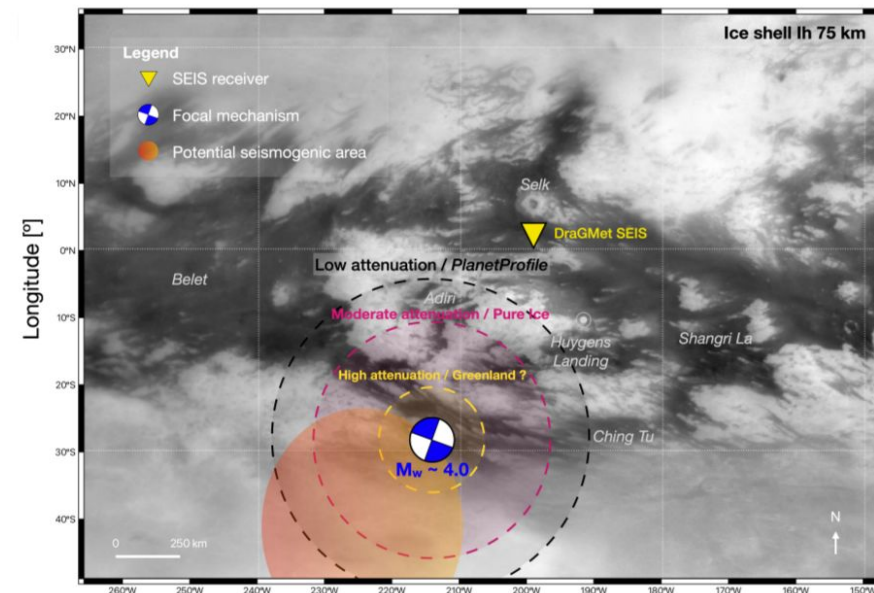 Ice shell Ih 75 km
30°N
Legend
SEIS receiver
20°N
Focal mechanism
Potential seismogenic area
10°N
Selk
DraGMet SEIS
0°N
Longitude [º]
Low attenuation / PlanetProfile
Belet
Adiri
10°S
Moderate attenuation / Pure Ice
Huygens
Landing
Shangri La
20°S
High attenuation / Greenland ?
Ching Tu
30°S
Mw ~ 4.0
40°S
0 250 km
N
260°W 250°W 240°W 230°W 220°W 210°W 200°W 190°W 180°W 170°W 160°W 150°W